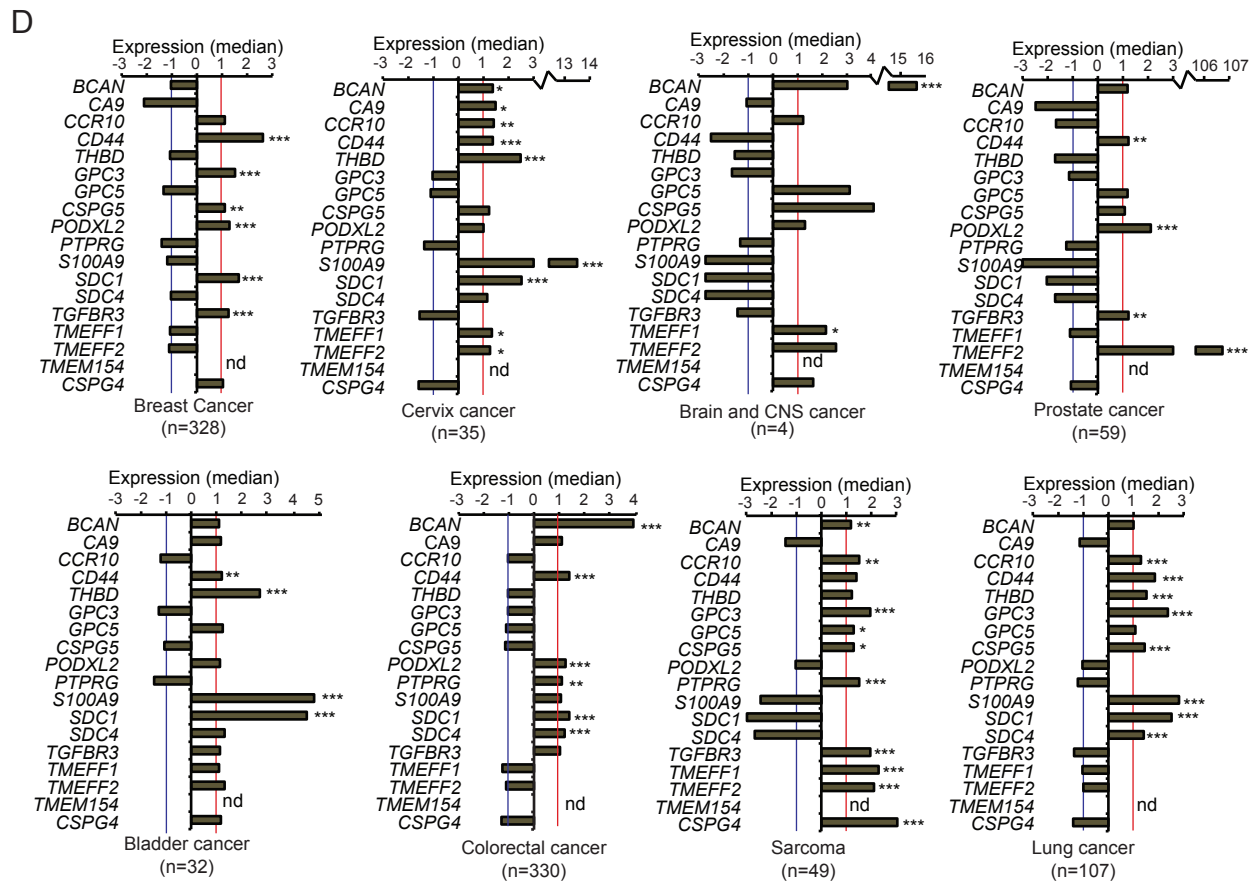 D
Expression (median)
-3 -2 -1 0 1 2 3
BCAN
CA9
CCR10
CD44 ***
THBD
GPC3 ***
GPC5
CSPG5 **
PODXL2 ***
PTPRG
S100A9
SDC1 ***
SDC4
TGFBR3 ***
TMEFF1
TMEFF2
TMEM154 nd
CSPG4
Breast Cancer
(n=328)
Expression (median)
-3 -2 -1 0 1 2 3 13 14
BCAN *
CA9 *
CCR10 **
CD44 ***
THBD ***
GPC3
GPC5
CSPG5
PODXL2
PTPRG
S100A9 ***
SDC1 ***
SDC4
TGFBR3
TMEFF1 *
TMEFF2 *
TMEM154 nd
CSPG4
Cervix cancer
(n=35)
Expression (median)
-3 -2 -1 0 1 2 3 4 15 16
BCAN ***
CA9
CCR10
CD44
THBD
GPC3
GPC5
CSPG5
PODXL2
PTPRG
S100A9
SDC1
SDC4
TGFBR3
TMEFF1 *
TMEFF2
TMEM154 nd
CSPG4
Brain and CNS cancer
(n=4)
Expression (median)
-3 -2 -1 0 1 2 3 106 107
BCAN
CA9
CCR10
CD44 **
THBD
GPC3
GPC5
CSPG5
PODXL2 ***
PTPRG
S100A9
SDC1
SDC4
TGFBR3 **
TMEFF1
TMEFF2 ***
TMEM154 nd
CSPG4
Prostate cancer
(n=59)
Expression (median)
-3 -2 -1 0 1 2 3 4 5
BCAN
CA9
CCR10
CD44 **
THBD ***
GPC3
GPC5
CSPG5
PODXL2
PTPRG
S100A9 ***
SDC1 ***
SDC4
TGFBR3
TMEFF1
TMEFF2
TMEM154 nd
CSPG4
Bladder cancer
(n=32)
Expression (median)
-3 -2 -1 0 1 2 3 4
BCAN ***
CA9
CCR10
CD44 ***
THBD
GPC3
GPC5
CSPG5
PODXL2 ***
PTPRG **
S100A9
SDC1 ***
SDC4 ***
TGFBR3
TMEFF1
TMEFF2
TMEM154 nd
CSPG4
Colorectal cancer
(n=330)
Expression (median)
-3 -2 -1 0 1 2 3
BCAN **
CA9
CCR10 **
CD44
THBD
GPC3 ***
GPC5 *
CSPG5 *
PODXL2
PTPRG ***
S100A9
SDC1
SDC4
TGFBR3 ***
TMEFF1 ***
TMEFF2 ***
TMEM154 nd
CSPG4 ***
Sarcoma
(n=49)
Expression (median)
-3 -2 -1 0 1 2 3
BCAN
CA9
CCR10 ***
CD44 ***
THBD ***
GPC3 ***
GPC5
CSPG5 ***
PODXL2
PTPRG
S100A9 ***
SDC1 ***
SDC4 ***
TGFBR3
TMEFF1
TMEFF2
TMEM154 nd
CSPG4
Lung cancer
(n=107)